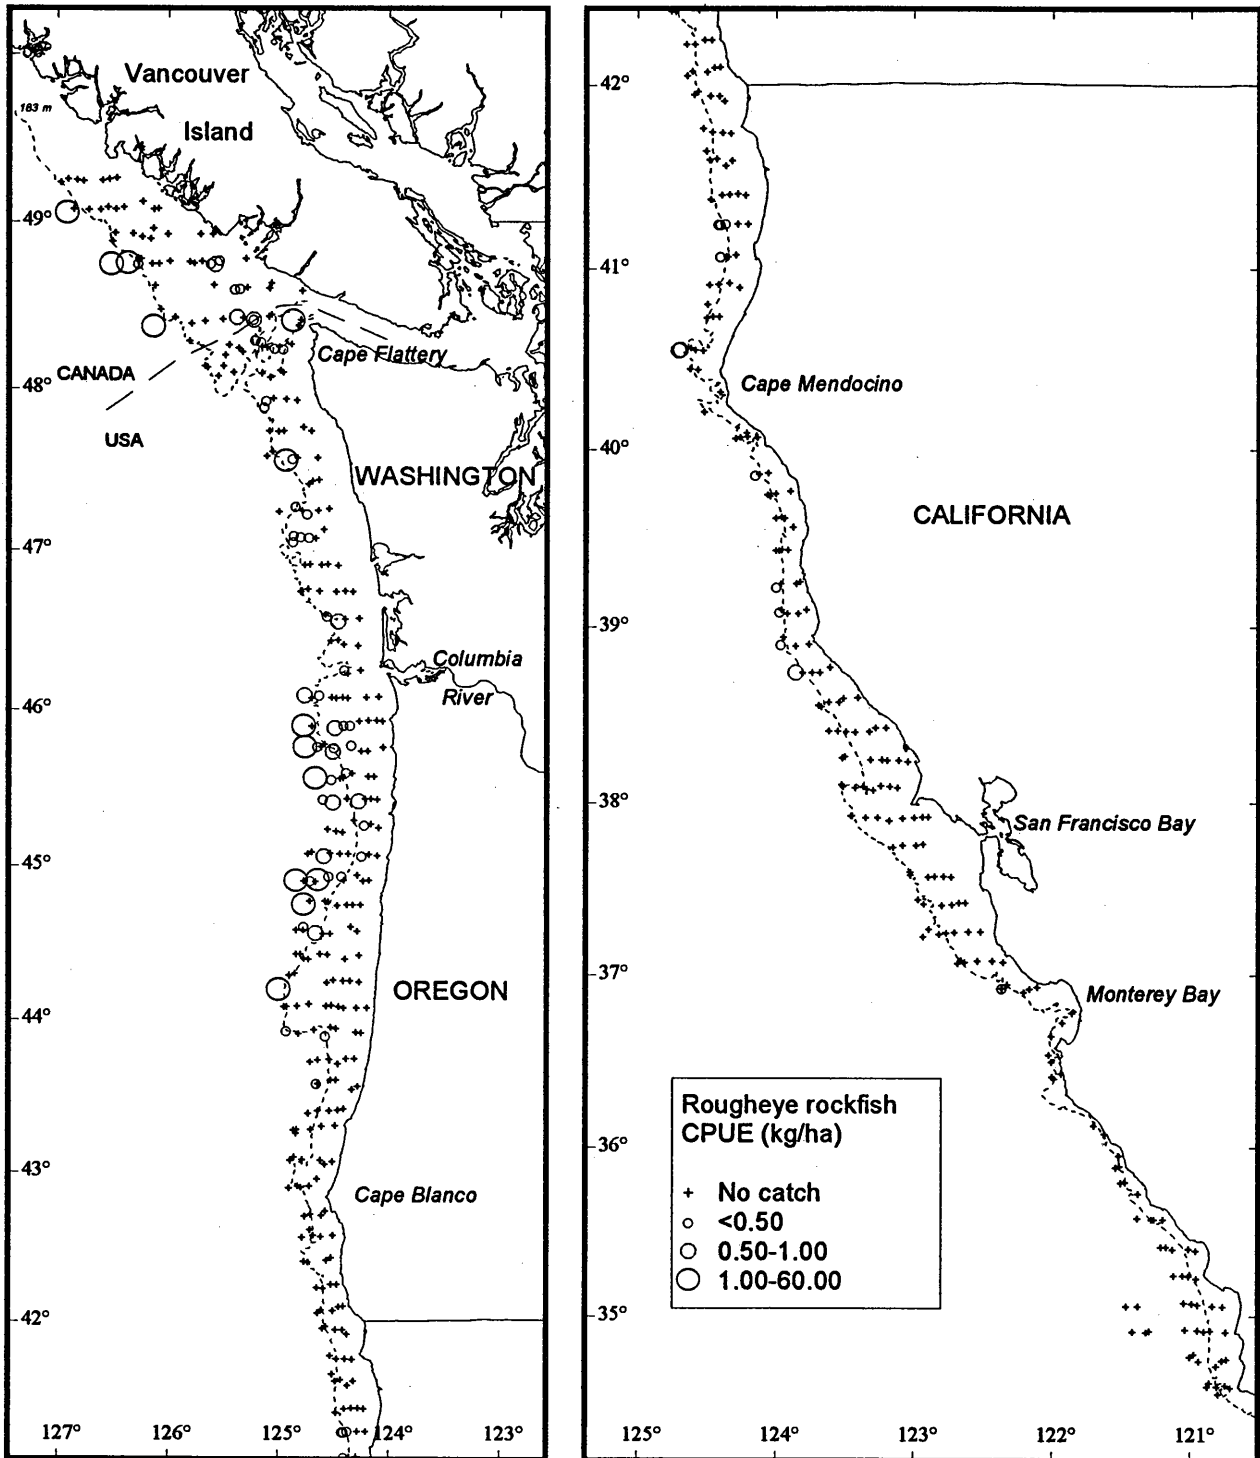 Vancouver
Island
183 m
49°
CANADA
USA
Cape Flattery
48°
WASHINGTON
47°
Columbia
River
46°
45°
OREGON
44°
43°
Cape Blanco
42°
127°
126°
125°
124°
123°
42°
41°
Cape Mendocino
40°
CALIFORNIA
39°
38°
San Francisco Bay
37°
Monterey Bay
Rougheye rockfish
CPUE (kg/ha)
No catch
<0.50
0.50-1.00
1.00-60.00
36°
35°
125°
124°
123°
122°
121°